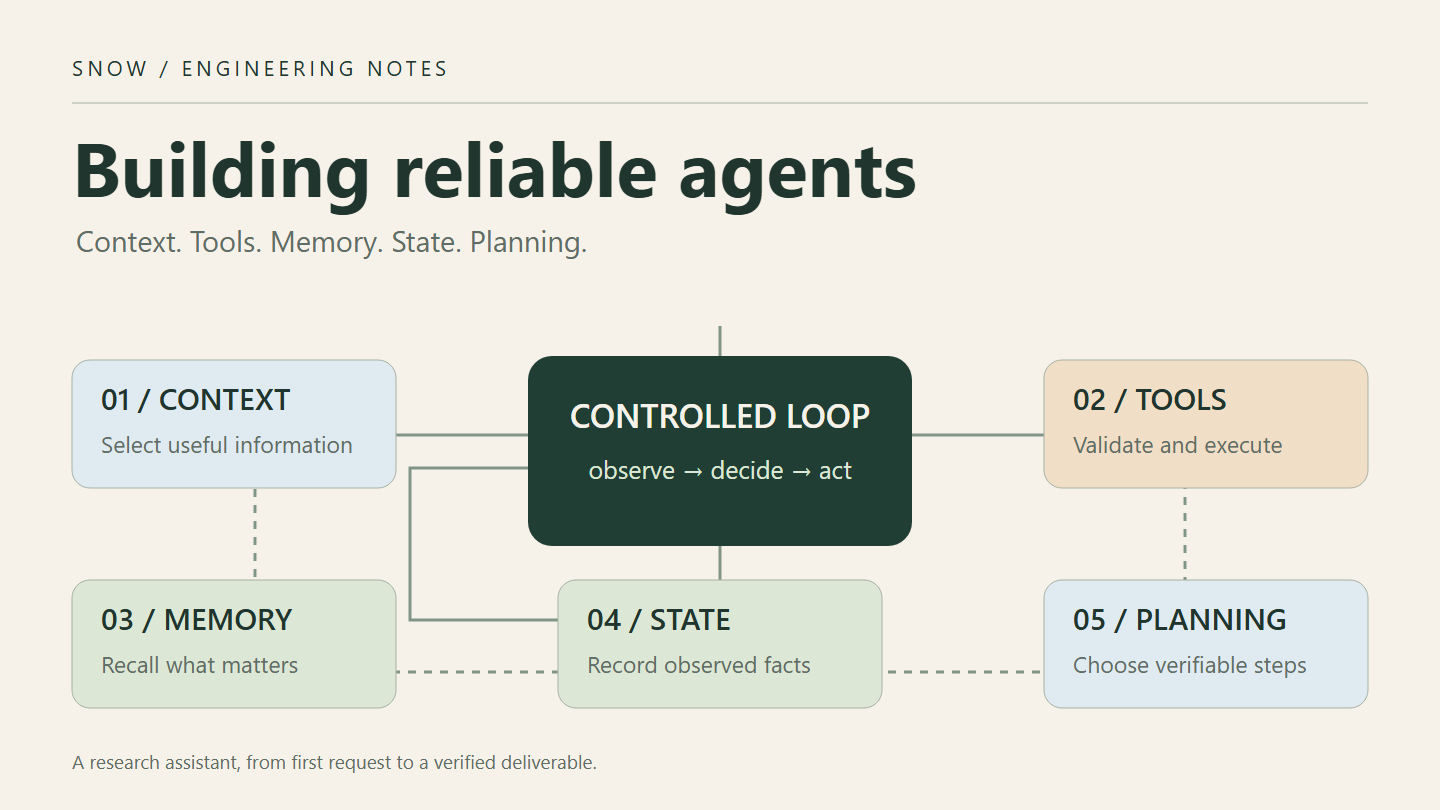 SNOW / ENGINEERING NOTES
Building reliable agents
Context. Tools. Memory. State. Planning.
01 / CONTEXT
Select useful information
CONTROLLED LOOP
observe → decide → act
02 / TOOLS
Validate and execute
03 / MEMORY
Recall what matters
04 / STATE
Record observed facts
05 / PLANNING
Choose verifiable steps
A research assistant, from first request to a verified deliverable.